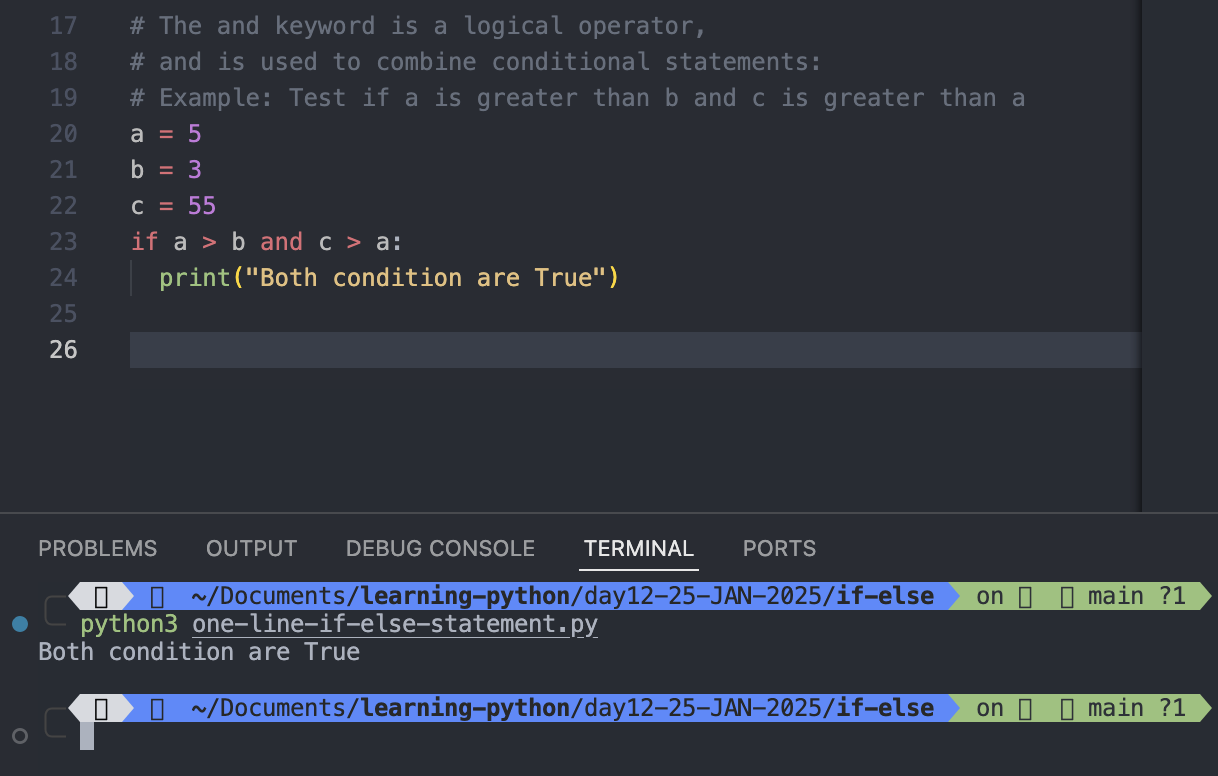 17 # The and keyword is a logical operator,
18 # and is used to combine conditional statements:
19 # Example: Test if a is greater than b and c is greater than a
20 a = 5
21 b = 3
22 c = 55
23 if a > b and c > a:
24   print("Both condition are True")
25
26
PROBLEMS OUTPUT DEBUG CONSOLE TERMINAL PORTS
~/Documents/learning-python/day12-25-JAN-2025/if-else on main ?1
python3 one-line-if-else-statement.py
Both condition are True
~/Documents/learning-python/day12-25-JAN-2025/if-else on main ?1